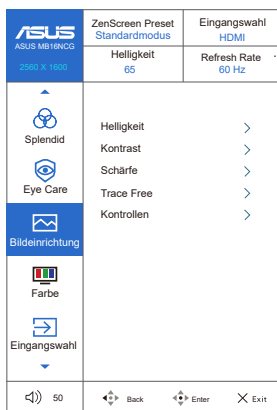 ASUS
ASUS MB16NCG
2560 X 1600
ZenScreen Preset
Standardmodus
Eingangswahl
HDMI
Helligkeit
65
Refresh Rate
60 Hz
Splendid
Eye Care
Bildeinrichtung
Farbe
Eingangswahl
Helligkeit
Kontrast
Schärfe
Trace Free
Kontrollen
50
Back
Enter
Exit